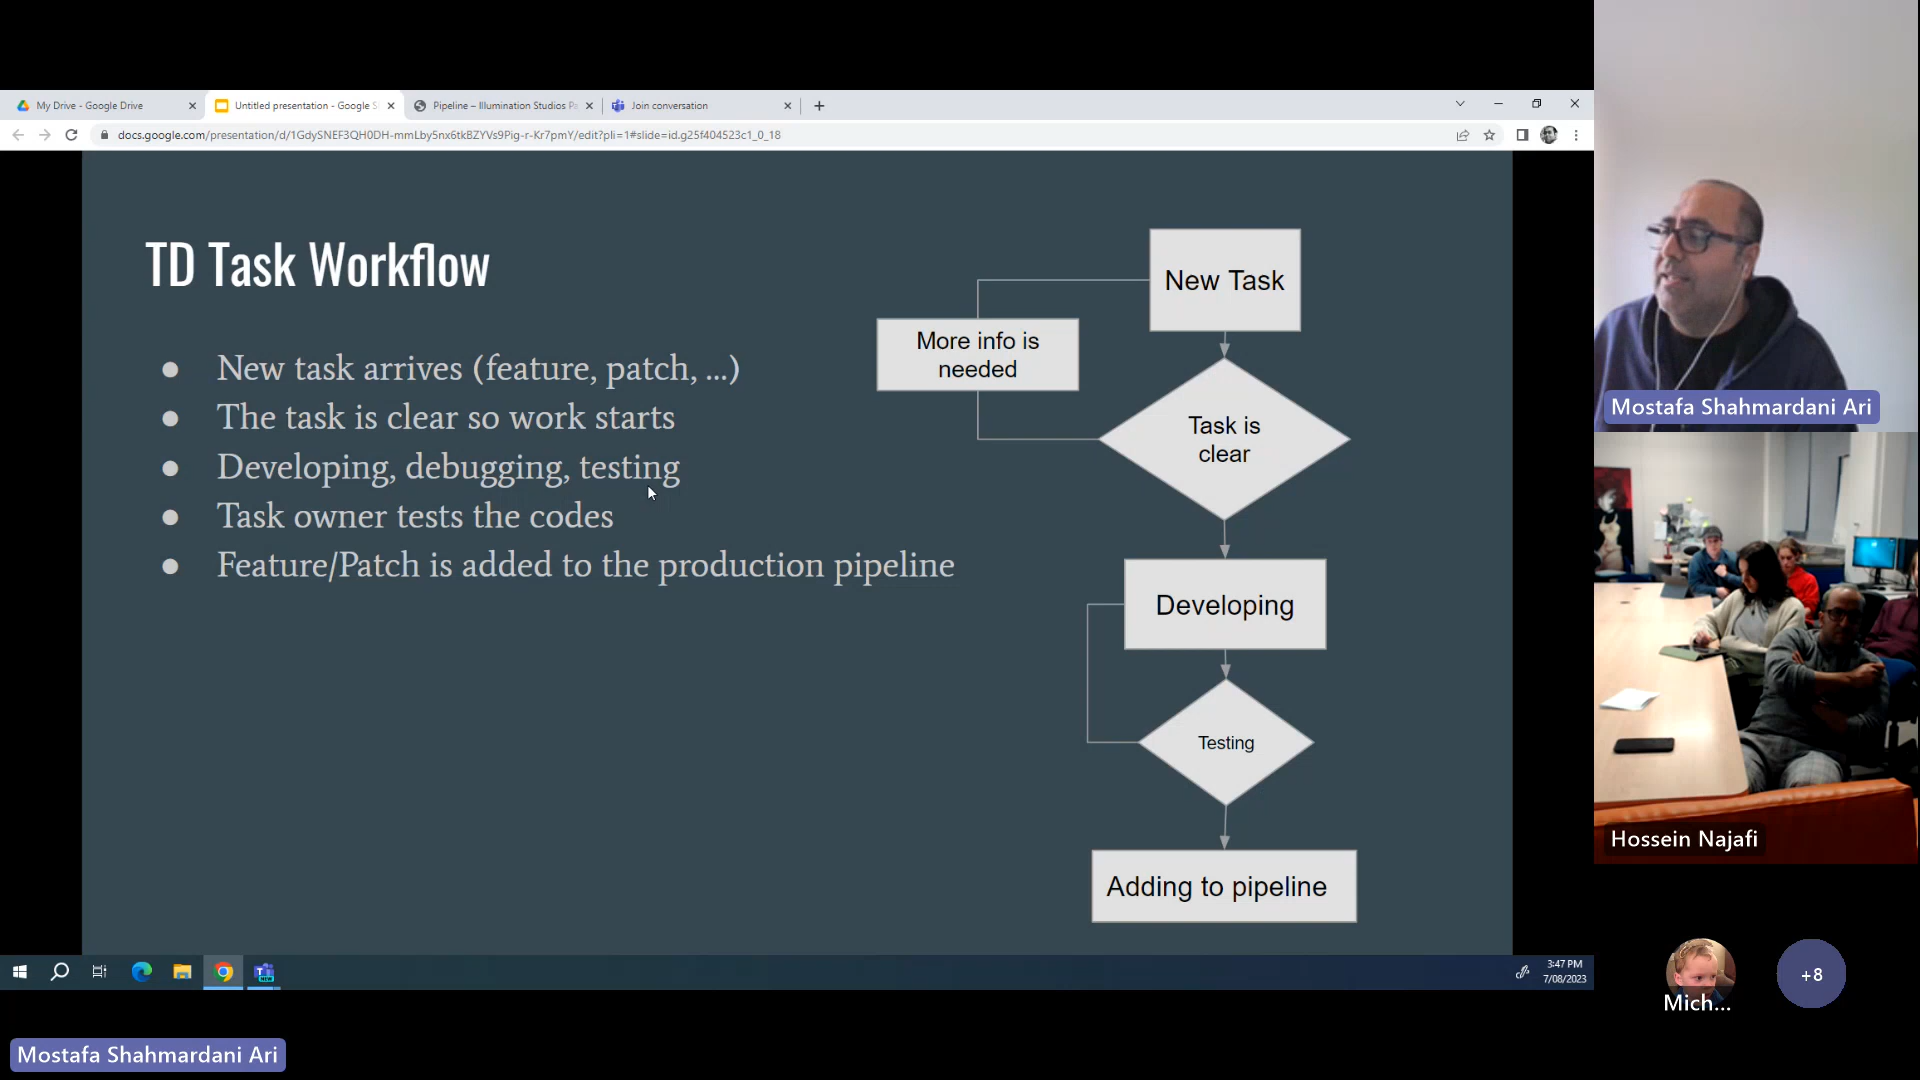 My Drive - Google Drive
Untitled presentation - Google S
Pipeline – Illumination Studios Pa
Join conversation
docs.google.com/presentation/d/1GdySNEF3QH0DH-mmLby5nx6tkBZYVs9Pig-r-Kr7pmY/edit?pli=1#slide=id.g25f404523c1_0_18
TD Task Workflow
● New task arrives (feature, patch, ...)
● The task is clear so work starts
● Developing, debugging, testing
● Task owner tests the codes
● Feature/Patch is added to the production pipeline
New Task
More info is
needed
Task is
clear
Developing
Testing
Adding to pipeline
3:47 PM
7/08/2023
Mostafa Shahmardani Ari
Hossein Najafi
Mich...
+8
Mostafa Shahmardani Ari